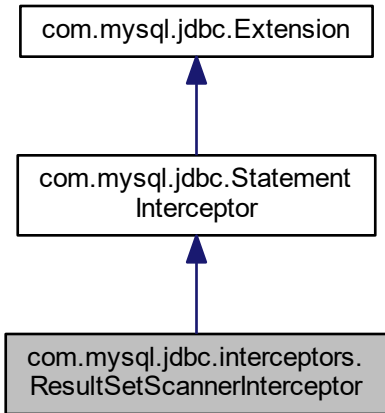 com.mysql.jdbc.Extension
com.mysql.jdbc.Statement
Interceptor
com.mysql.jdbc.interceptors.
ResultSetScannerInterceptor